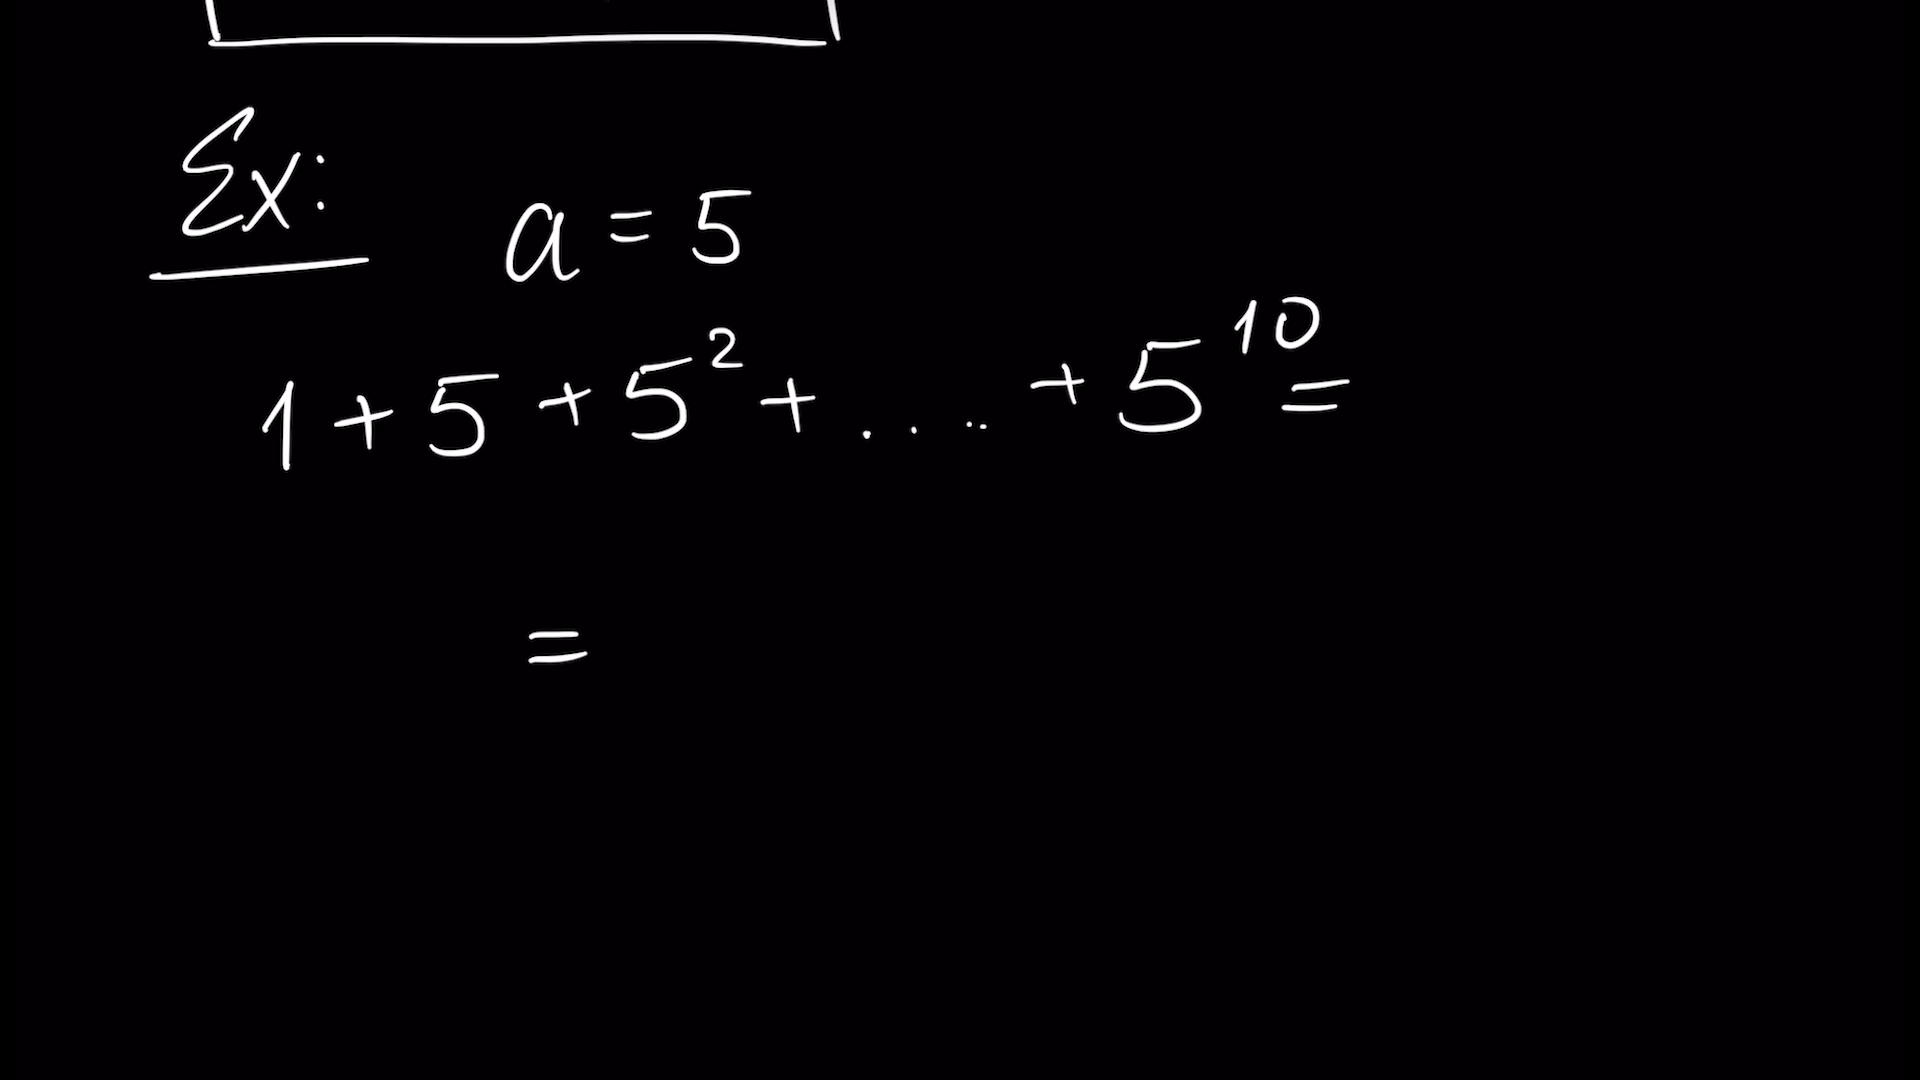 Ex: a = 5
1 + 5 + 5² + ..... + 5¹⁰ =
=